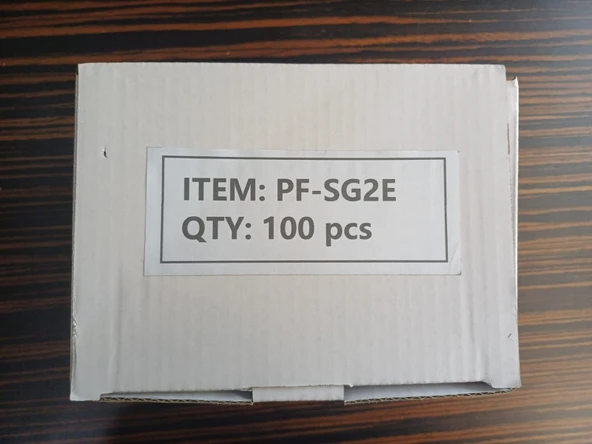 ITEM: PF-SG2E
QTY: 100 pcs